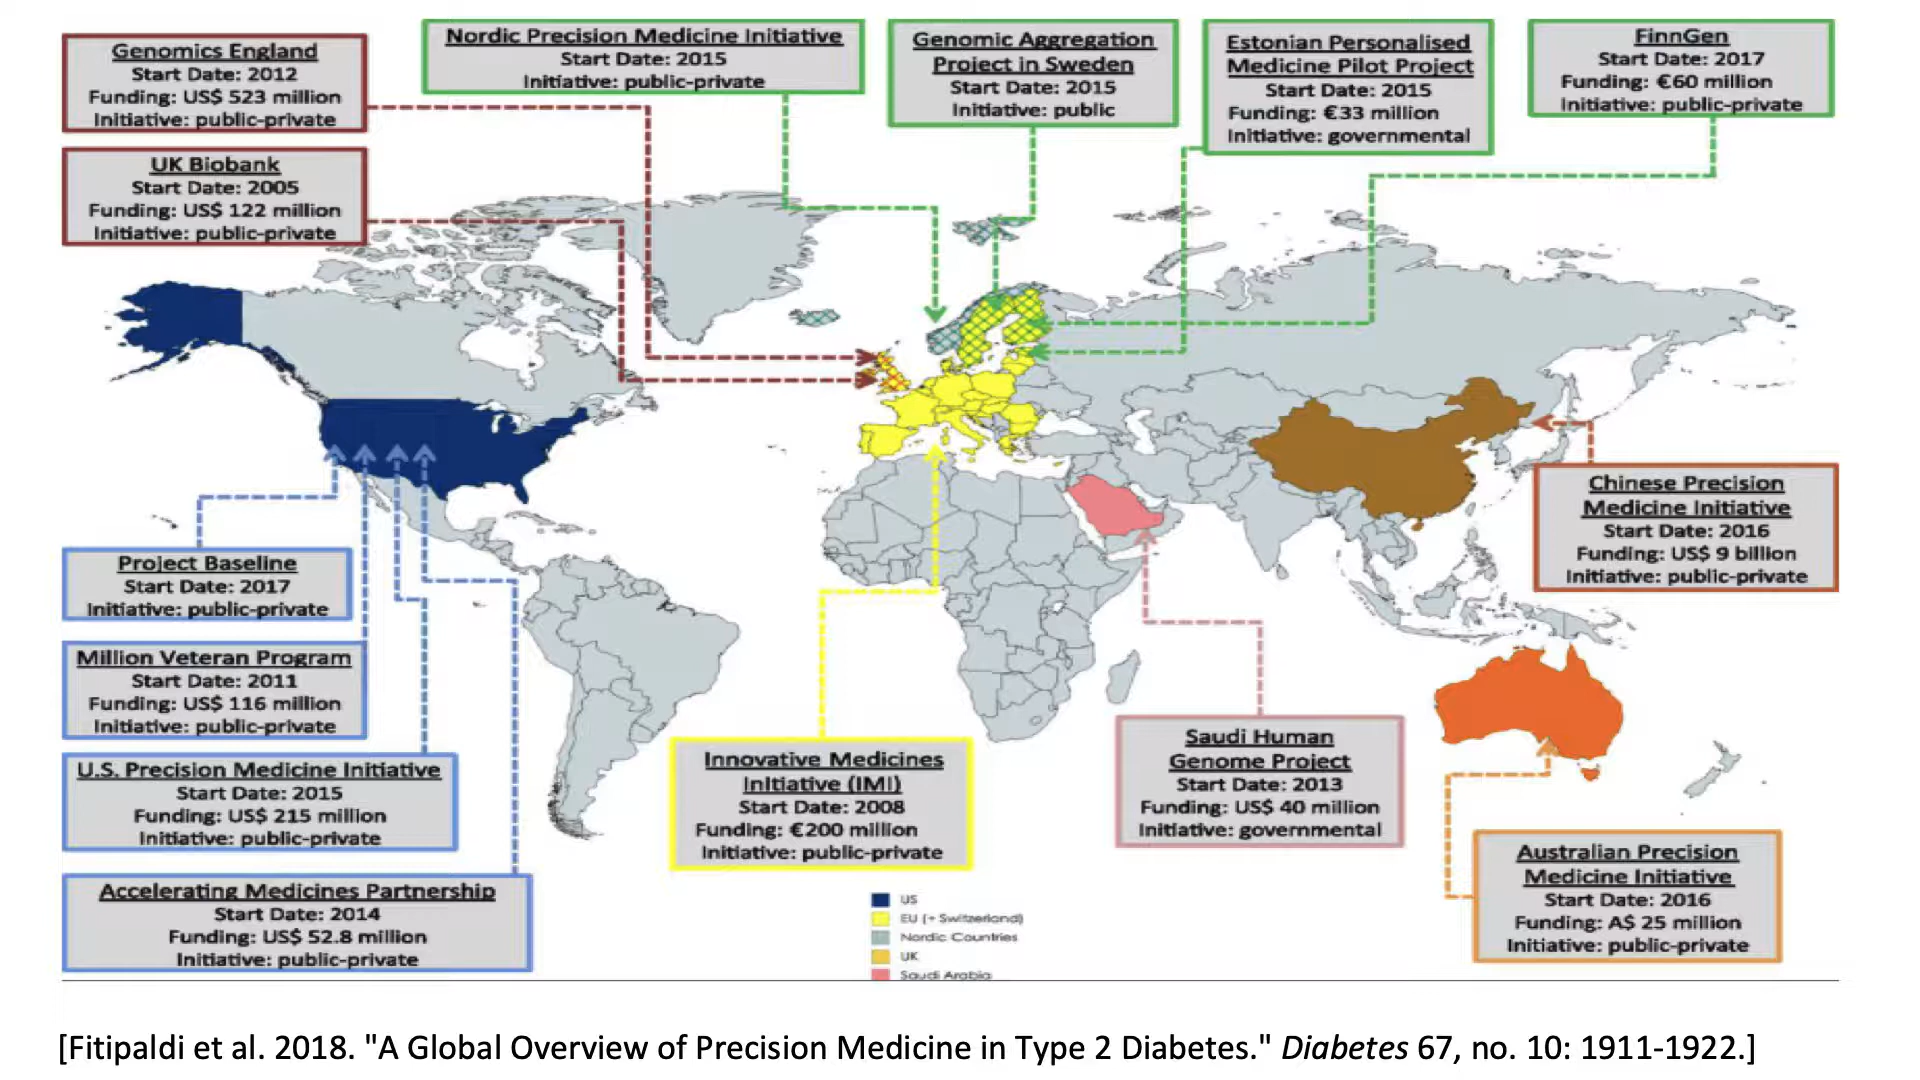 Genomics England
Start Date: 2012
Funding: US$ 523 million
Initiative: public-private
Nordic Precision Medicine Initiative
Start Date: 2015
Initiative: public-private
Genomic Aggregation
Project in Sweden
Start Date: 2015
Initiative: public
Estonian Personalised
Medicine Pilot Project
Start Date: 2015
Funding: €33 million
Initiative: governmental
FinnGen
Start Date: 2017
Funding: €60 million
Initiative: public-private
UK Biobank
Start Date: 2005
Funding: US$ 122 million
Initiative: public-private
Chinese Precision
Medicine Initiative
Start Date: 2016
Funding: US$ 9 billion
Initiative: public-private
Project Baseline
Start Date: 2017
Initiative: public-private
Million Veteran Program
Start Date: 2011
Funding: US$ 116 million
Initiative: public-private
U.S. Precision Medicine Initiative
Start Date: 2015
Funding: US$ 215 million
Initiative: public-private
Accelerating Medicines Partnership
Start Date: 2014
Funding: US$ 52.8 million
Initiative: public-private
Innovative Medicines
Initiative (IMI)
Start Date: 2008
Funding: €200 million
Initiative: public-private
Saudi Human
Genome Project
Start Date: 2013
Funding: US$ 40 million
Initiative: governmental
Australian Precision
Medicine Initiative
Start Date: 2016
Funding: A$ 25 million
Initiative: public-private
US
EU (+ Switzerland)
Nordic Countries
UK
Saudi Arabia
[Fitipaldi et al. 2018. "A Global Overview of Precision Medicine in Type 2 Diabetes." Diabetes 67, no. 10: 1911-1922.]